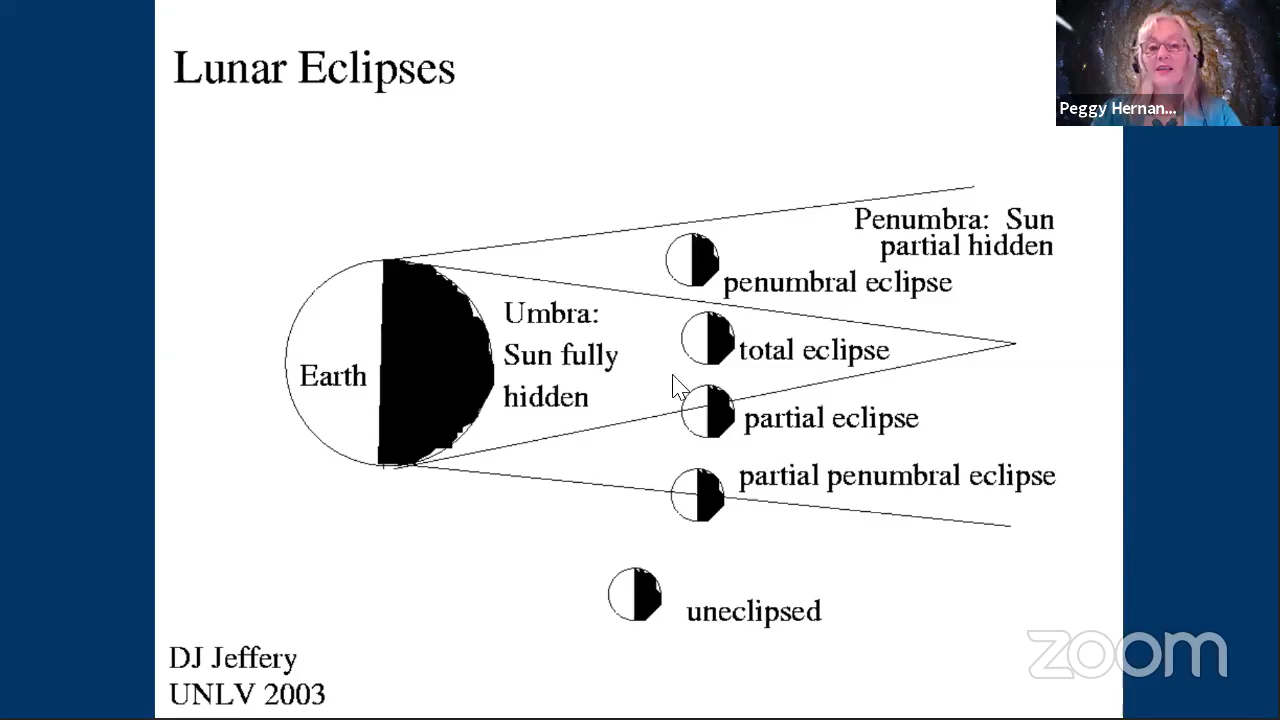 Lunar Eclipses
Peggy Hernan...
Penumbra: Sun
partial hidden
penumbral eclipse
Umbra:
Sun fully
hidden
total eclipse
Earth
partial eclipse
partial penumbral eclipse
uneclipsed
DJ Jeffery
UNLV 2003
zoom